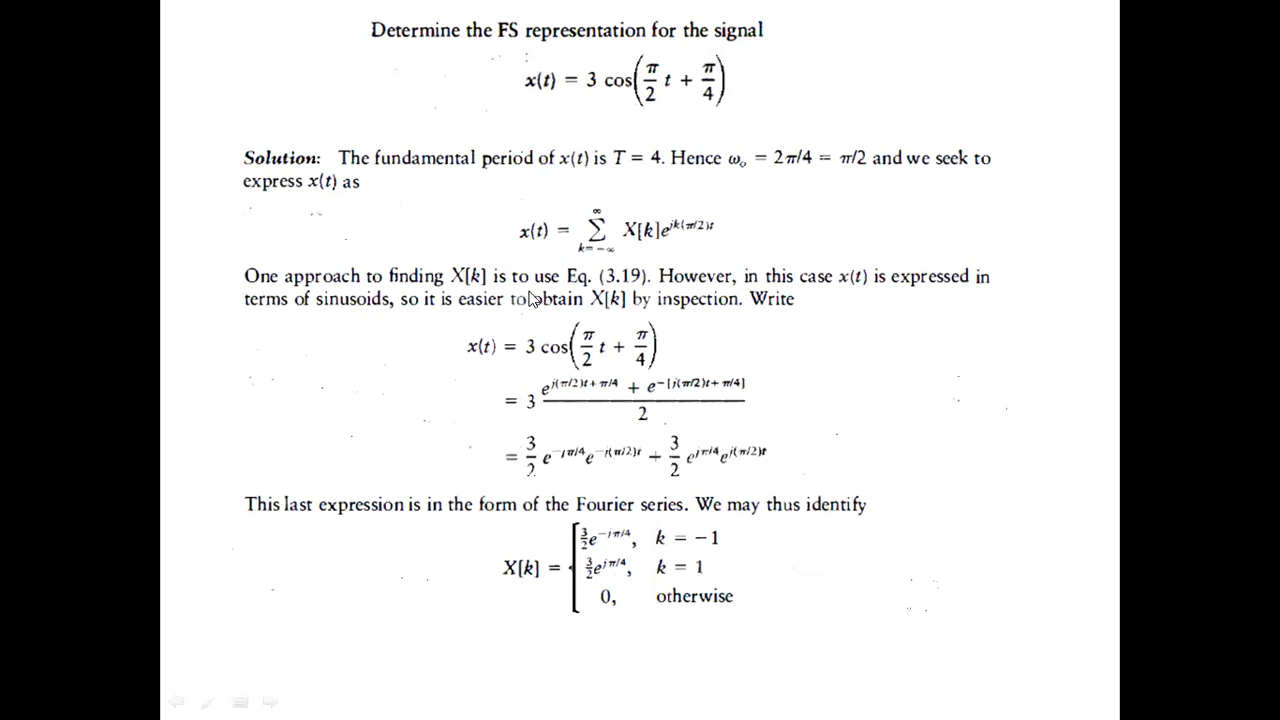 Determine the FS representation for the signal
x(t) = 3 cos(π/2 t + π/4)
Solution: The fundamental period of x(t) is T = 4. Hence ωₒ = 2π/4 = π/2 and we seek to
express x(t) as
x(t) = ∑_{k=-∞}^{∞} X[k]e^{jk(π/2)t}
One approach to finding X[k] is to use Eq. (3.19). However, in this case x(t) is expressed in
terms of sinusoids, so it is easier to obtain X[k] by inspection. Write
x(t) = 3 cos(π/2 t + π/4)
= 3 (e^{j(π/2)t + π/4} + e^{-[j(π/2)t + π/4]})/2
= 3/2 e^{-jπ/4}e^{-j(π/2)t} + 3/2 e^{jπ/4}e^{j(π/2)t}
This last expression is in the form of the Fourier series. We may thus identify
X[k] = { 3/2 e^{-jπ/4}, k = -1
3/2 e^{jπ/4}, k = 1
0, otherwise